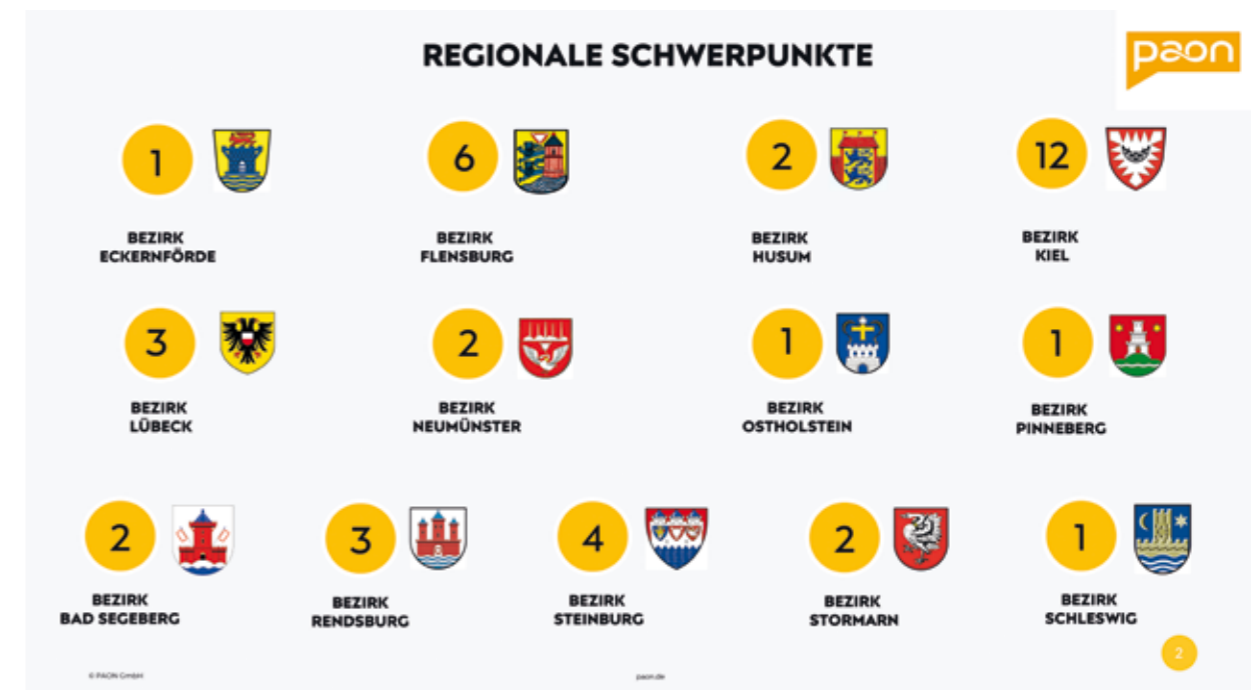 REGIONALE SCHWERPUNKTE
paon
1
6
2
12
BEZIRK
ECKERNFÖRDE
BEZIRK
FLENSBURG
BEZIRK
HUSUM
BEZIRK
KIEL
3
2
1
1
BEZIRK
LÜBECK
BEZIRK
NEUMÜNSTER
BEZIRK
OSTHOLSTEIN
BEZIRK
PINNEBERG
2
3
4
2
1
BEZIRK
BAD SEGEBERG
BEZIRK
RENDSBURG
BEZIRK
STEINBURG
BEZIRK
STORMARN
BEZIRK
SCHLESWIG
2
© PAON GmbH
paon.de